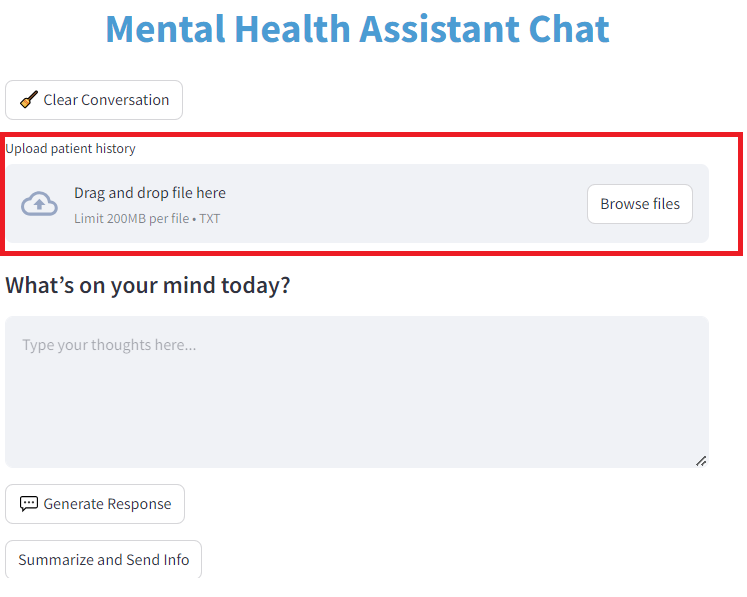 Mental Health Assistant Chat
Clear Conversation
Upload patient history
Drag and drop file here
Limit 200MB per file • TXT
Browse files
What’s on your mind today?
Type your thoughts here...
Generate Response
Summarize and Send Info